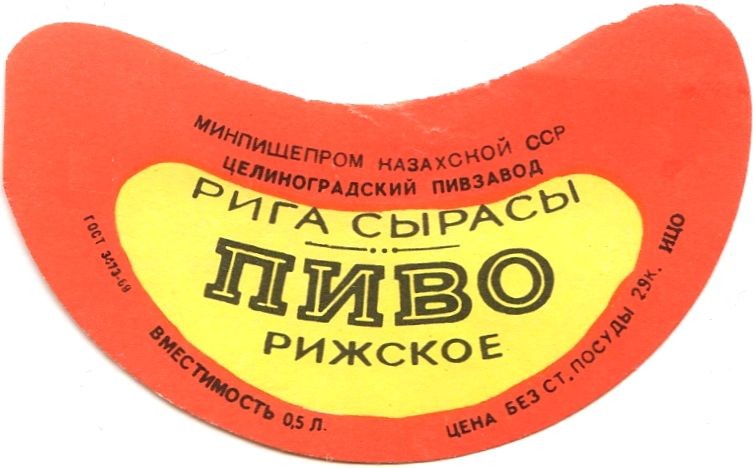 МИНПИЩЕПРОМ КАЗАХСКОЙ ССР
ЦЕЛИНОГРАДСКИЙ ПИВЗАВОД
РИГА СЫРАСЫ
ПИВО
РИЖСКОЕ
ГОСТ 3473-69
ВМЕСТИМОСТЬ 0,5 Л.
ЦЕНА БЕЗ СТ. ПОСУДЫ 29к. ИЦО